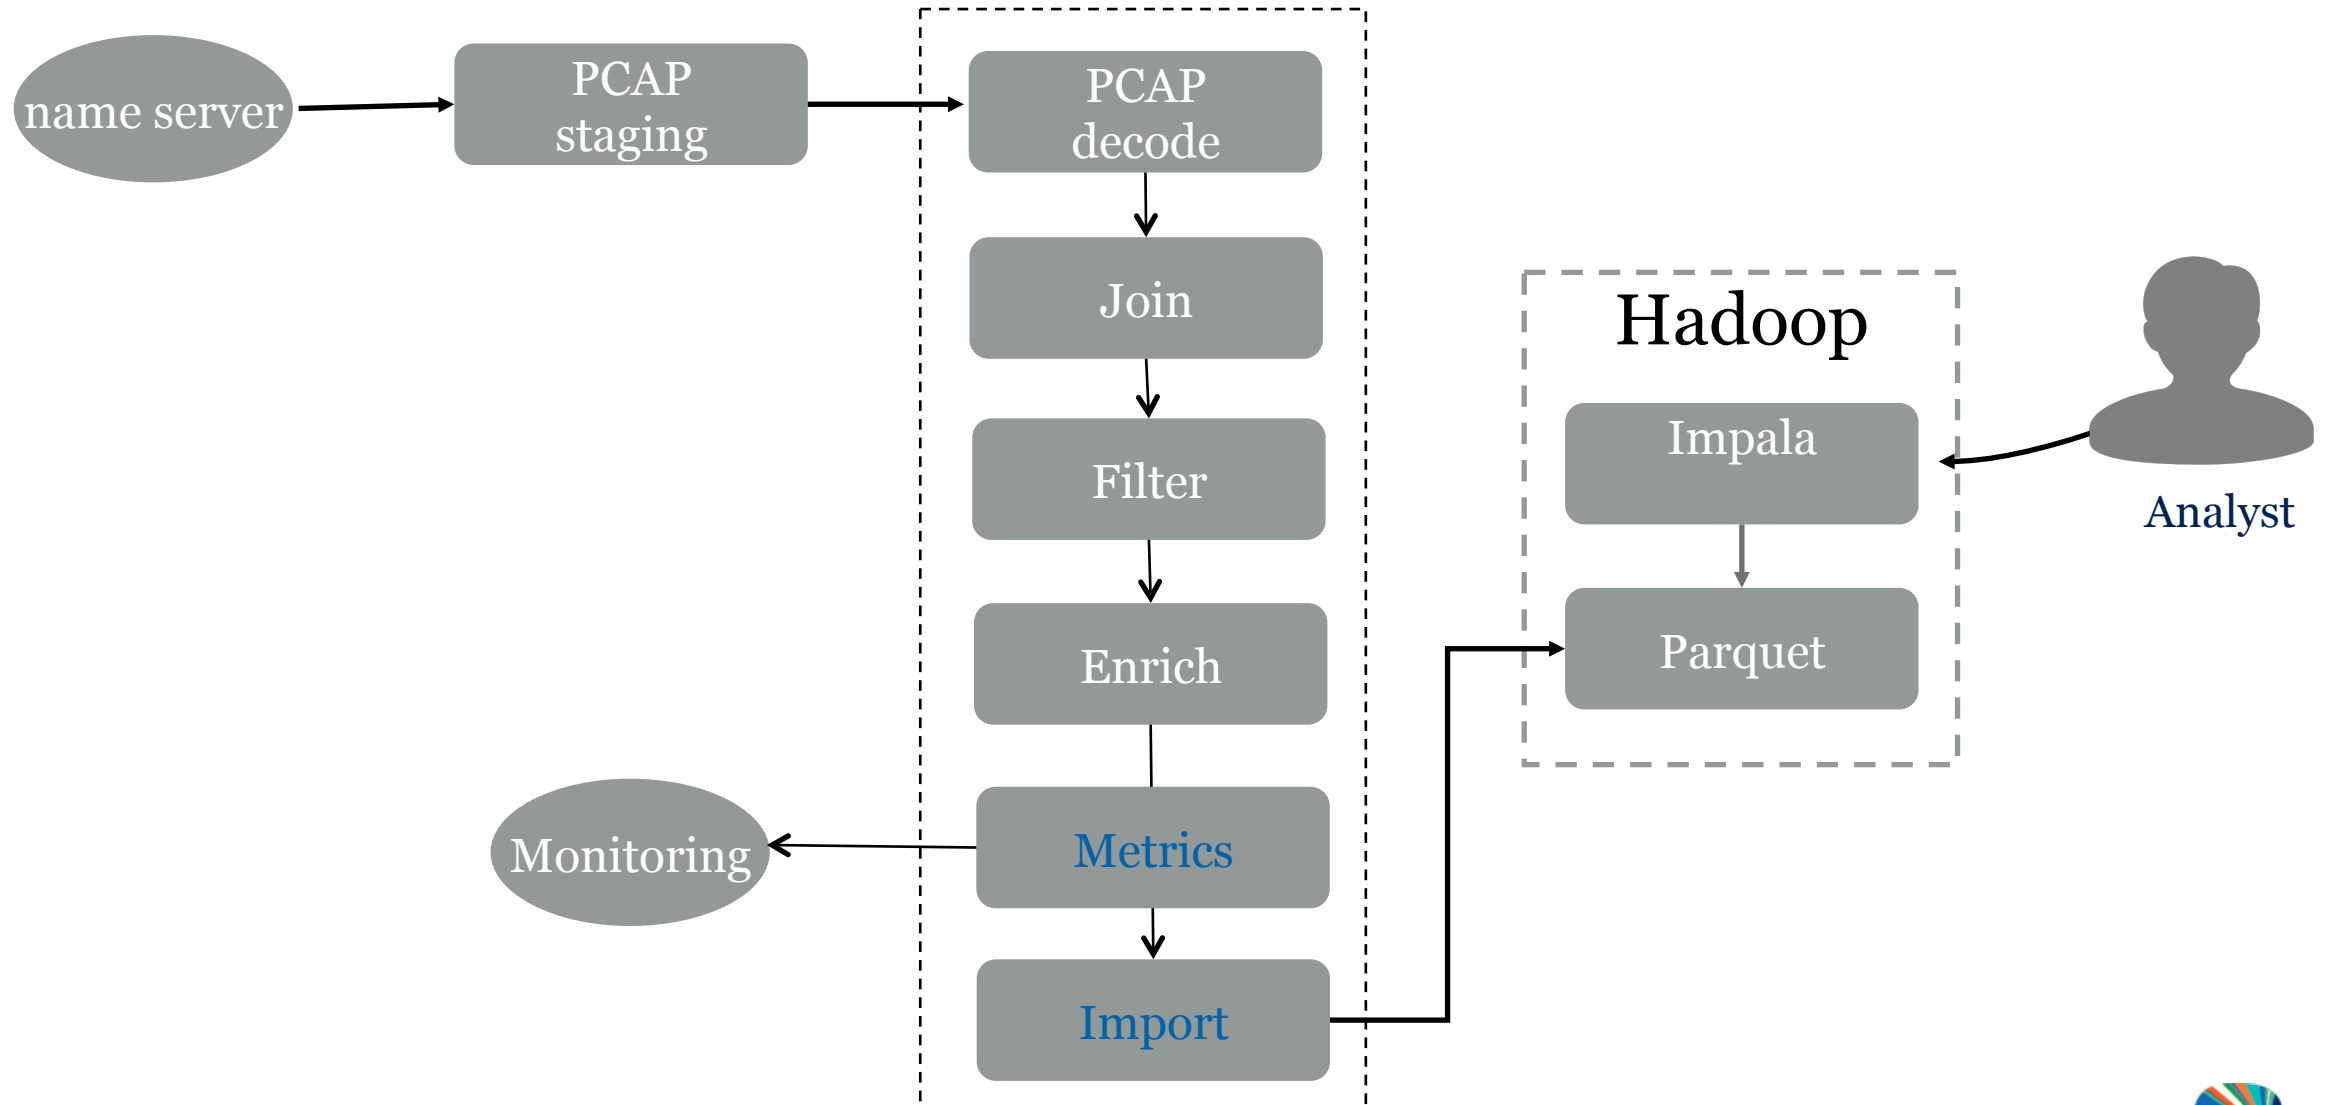 name server
PCAP
staging
PCAP
decode
Join
Filter
Enrich
Metrics
Import
Monitoring
Hadoop
Impala
Parquet
Analyst